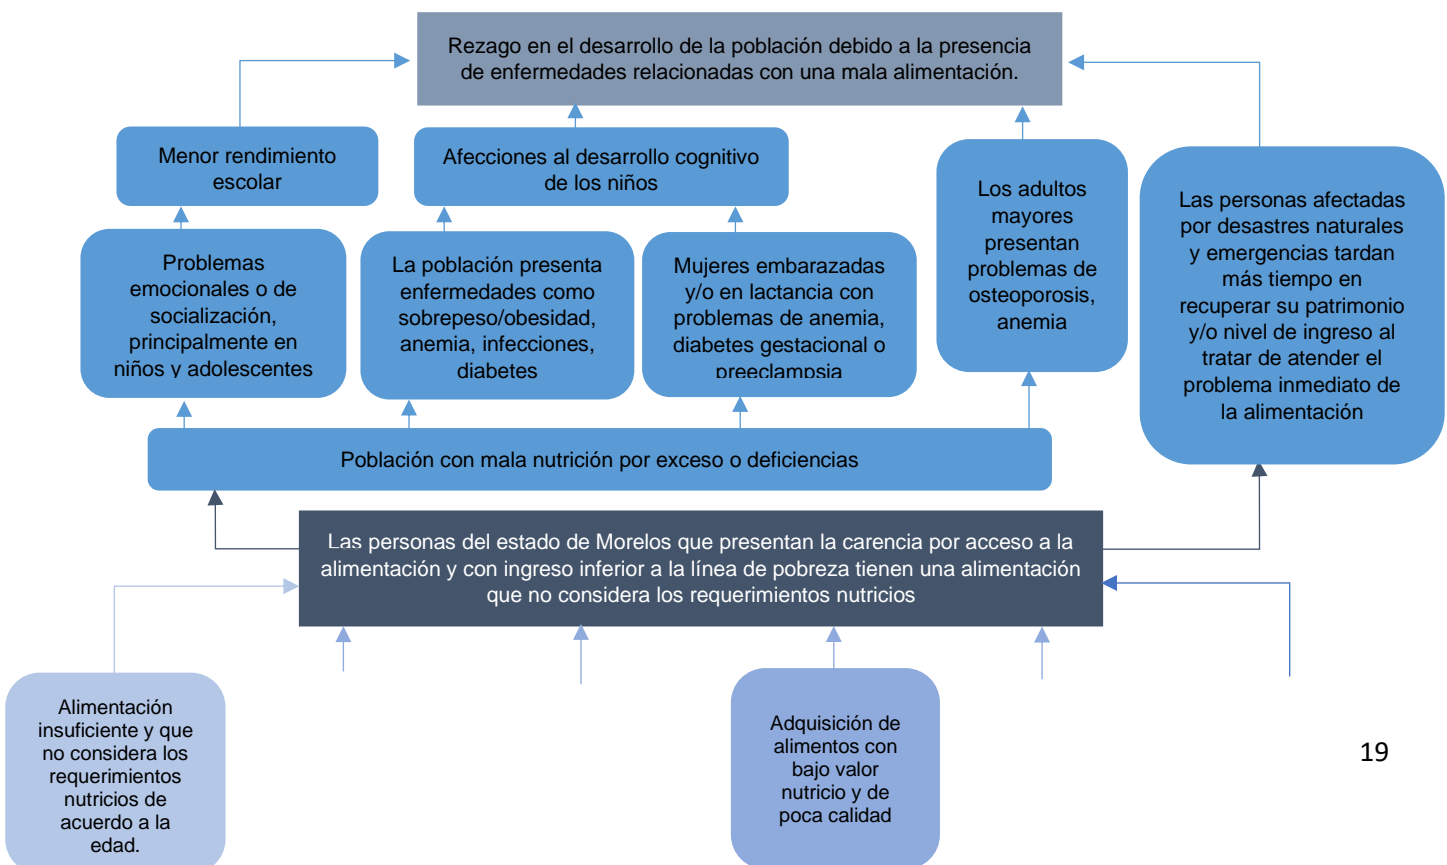 Rezago en el desarrollo de la población debido a la presencia
de enfermedades relacionadas con una mala alimentación.
Menor rendimiento
escolar
Afecciones al desarrollo cognitivo
de los niños
Los adultos
mayores
presentan
problemas de
osteoporosis,
anemia
Las personas afectadas
por desastres naturales
y emergencias tardan
más tiempo en
recuperar su patrimonio
y/o nivel de ingreso al
tratar de atender el
problema inmediato de
la alimentación
Problemas
emocionales o de
socialización,
principalmente en
niños y adolescentes
La población presenta
enfermedades como
sobrepeso/obesidad,
anemia, infecciones,
diabetes
Mujeres embarazadas
y/o en lactancia con
problemas de anemia,
diabetes gestacional o
preeclampsia
Población con mala nutrición por exceso o deficiencias
Las personas del estado de Morelos que presentan la carencia por acceso a la
alimentación y con ingreso inferior a la línea de pobreza tienen una alimentación
que no considera los requerimientos nutricios
Alimentación
insuficiente y que
no considera los
requerimientos
nutricios de
acuerdo a la
edad.
Adquisición de
alimentos con
bajo valor
nutricio y de
poca calidad
19